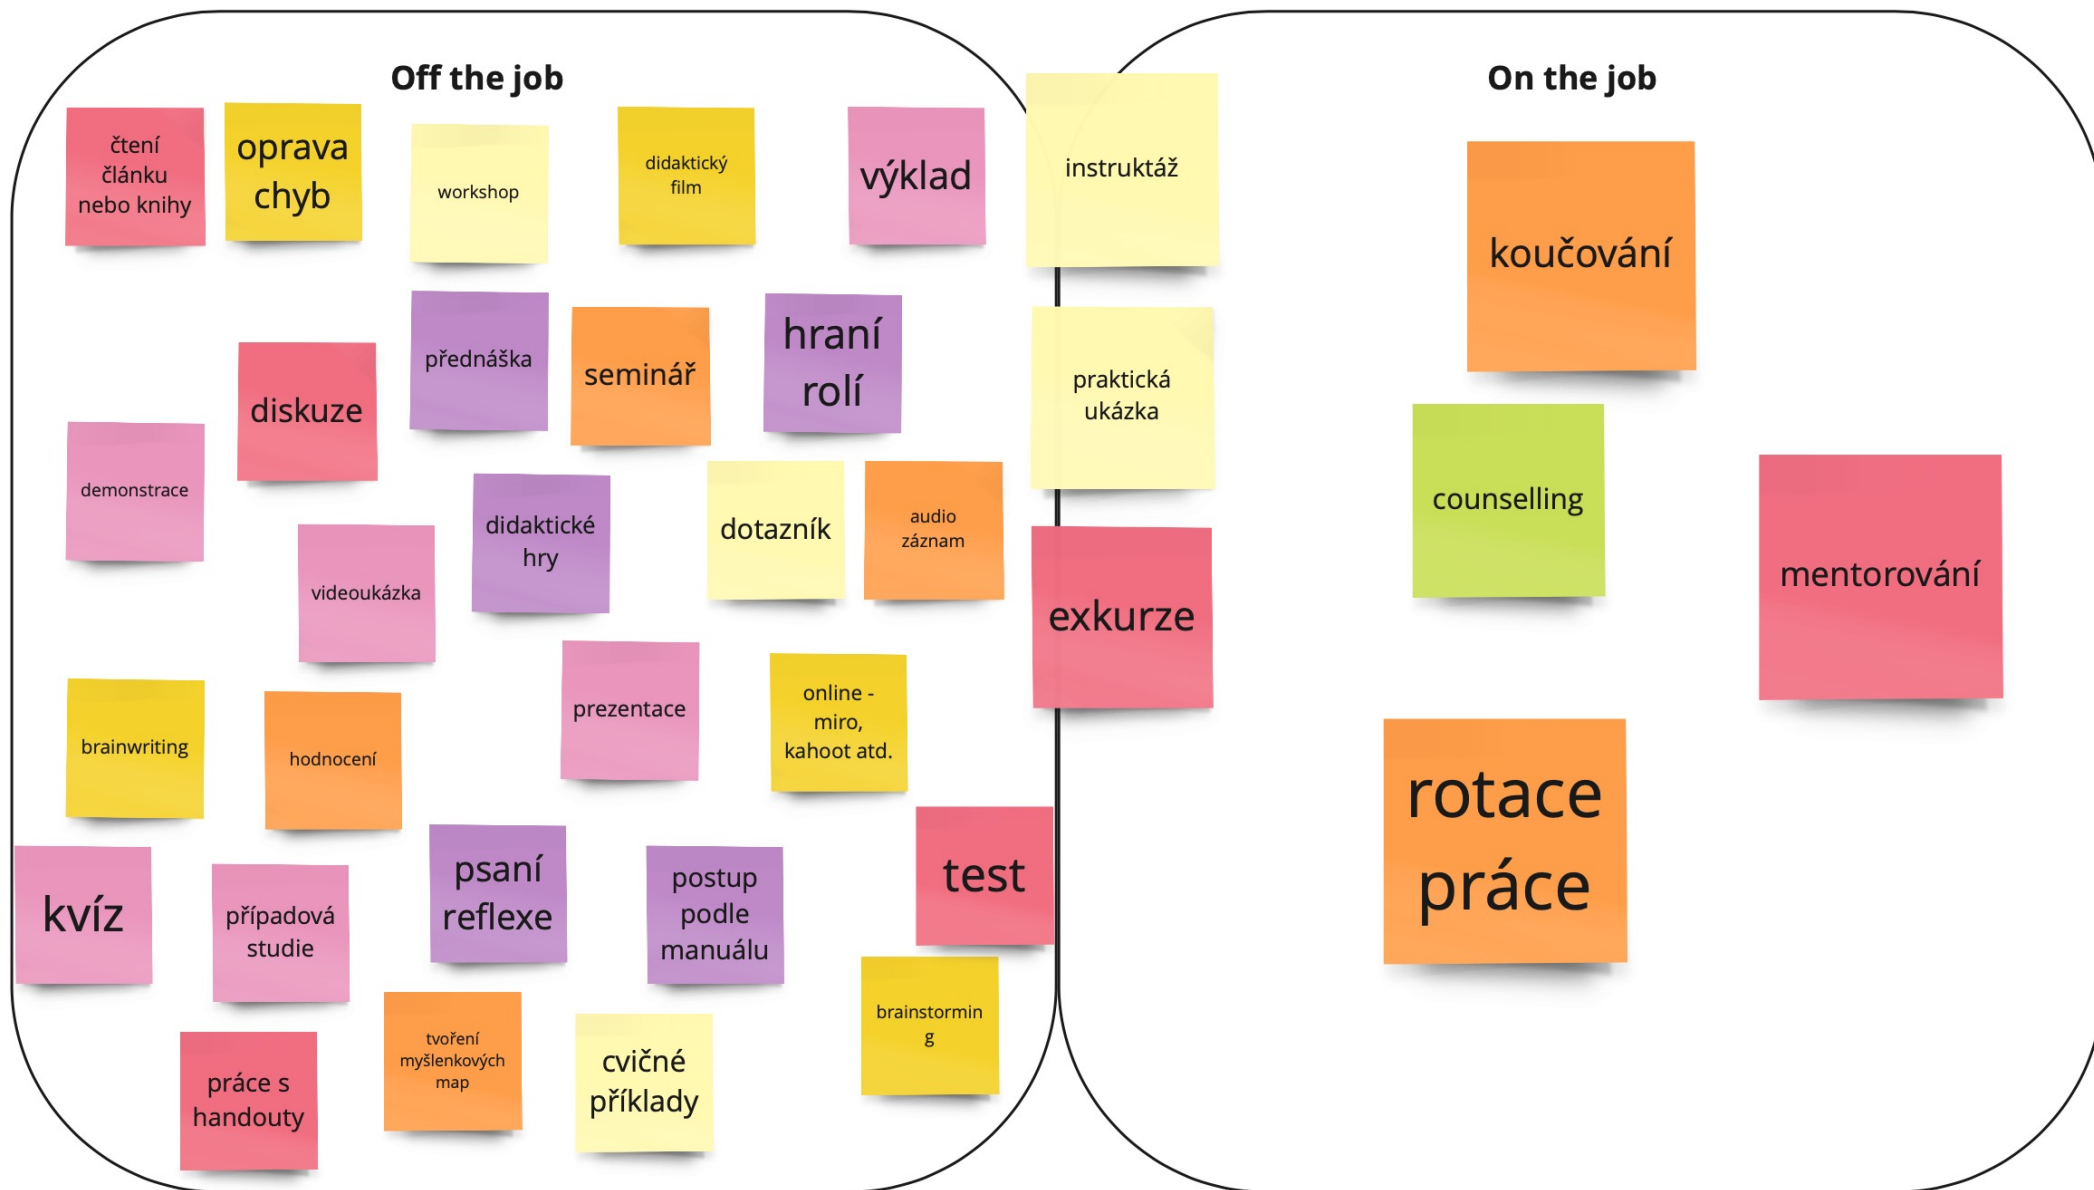 Off the job
On the job
čtení
článku
nebo knihy
oprava
chyb
workshop
didaktický
film
výklad
instruktáž
koučování
přednáška
seminář
hraní
rolí
diskuze
praktická
ukázka
demonstrace
didaktické
hry
dotazník
audio
záznam
counselling
mentorování
videoukázka
exkurze
prezentace
online -
miro,
kahoot atd.
brainwriting
hodnocení
rotace
práce
kvíz
případová
studie
psaní
reflexe
postup
podle
manuálu
test
brainstormin
g
práce s
handouty
tvoření
myšlenkových
map
cvičné
příklady